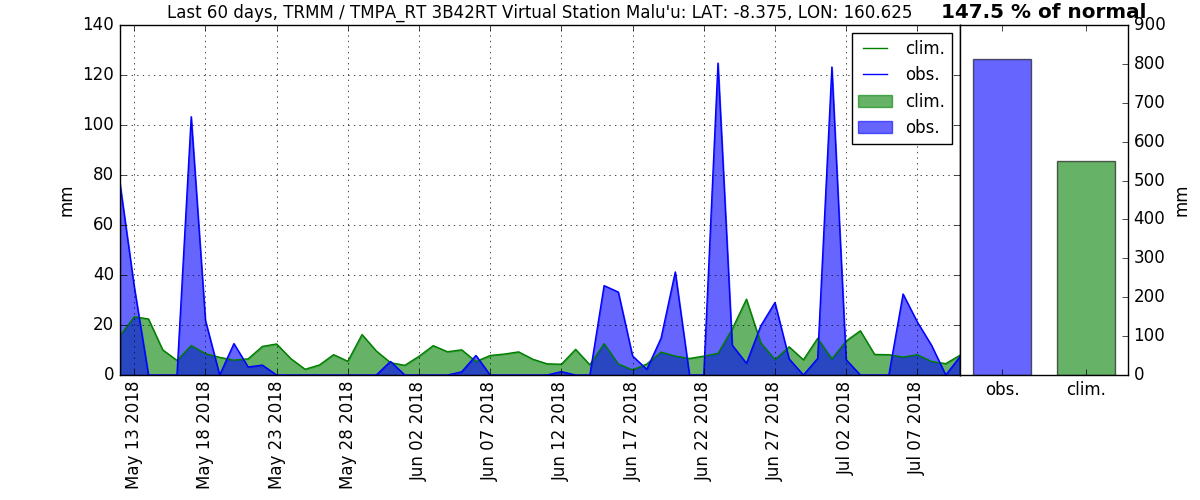 Last 60 days, TRMM / TMPA_RT 3B42RT Virtual Station Malu'u: LAT: -8.375, LON: 160.625
147.5 % of normal
140
120
100
80
60
40
20
0
mm
clim.
obs.
clim.
obs.
900
800
700
600
500
400
300
200
100
0
mm
May 13 2018
May 18 2018
May 23 2018
May 28 2018
Jun 02 2018
Jun 07 2018
Jun 12 2018
Jun 17 2018
Jun 22 2018
Jun 27 2018
Jul 02 2018
Jul 07 2018
obs.
clim.